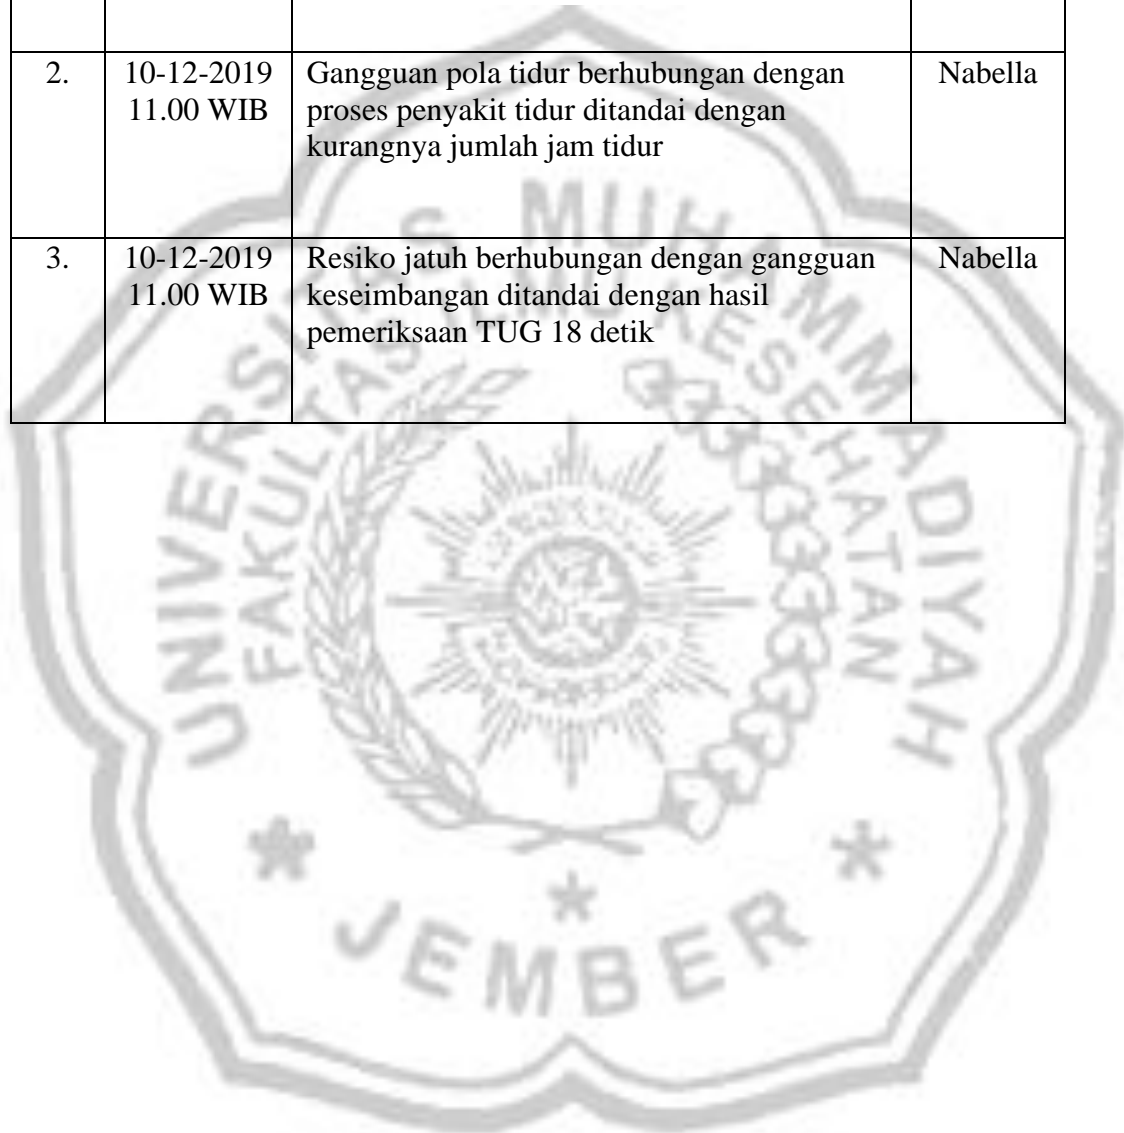 2.
10-12-2019
11.00 WIB
Gangguan pola tidur berhubungan dengan
proses penyakit tidur ditandai dengan
kurangnya jumlah jam tidur
Nabella
3.
10-12-2019
11.00 WIB
Resiko jatuh berhubungan dengan gangguan
keseimbangan ditandai dengan hasil
pemeriksaan TUG 18 detik
Nabella
UNIVERSITAS MUHAMMADIYAH
FAKULTAS ILMU KESEHATAN
JEMBER